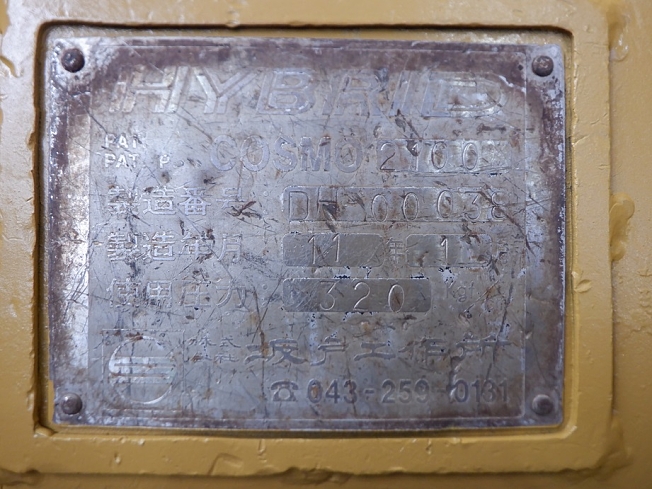 HYBRID
PAT.
PAT. P. COSMO 2100
製造番号 DH 00038
製造年月 11 年 1 月
使用圧力 320
株式会社 坂戸工作所
☎ 043-259-0131